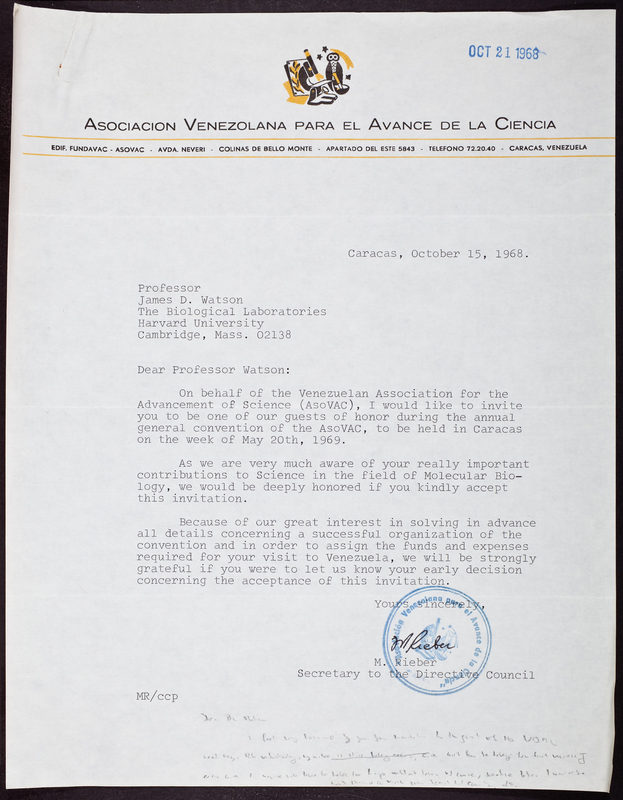 OCT 21 1968
ASOCIACION VENEZOLANA PARA EL AVANCE DE LA CIENCIA
EDIF. FUNDAVAC - ASOVAC - AVDA. NEVERI - COLINAS DE BELLO MONTE - APARTADO DEL ESTE 5843 - TELEFONO 72.20.40 - CARACAS, VENEZUELA
Caracas, October 15, 1968.
Professor
James D. Watson
The Biological Laboratories
Harvard University
Cambridge, Mass. 02138
Dear Professor Watson:
On behalf of the Venezuelan Association for the
Advancement of Science (AsoVAC), I would like to invite
you to be one of our guests of honor during the annual
general convention of the AsoVAC, to be held in Caracas
on the week of May 20th, 1969.
As we are very much aware of your really important
contributions to Science in the field of Molecular Bio-
logy, we would be deeply honored if you kindly accept
this invitation.
Because of our great interest in solving in advance
all details concerning a successful organization of the
convention and in order to assign the funds and expenses
required for your visit to Venezuela, we will be strongly
grateful if you were to let us know your early decision
concerning the acceptance of this invitation.
Yours sincerely,
Asociación Venezolana para el Avance de la Ciencia
M Rieber
M. Rieber
Secretary to the Directive Council
MR/ccp